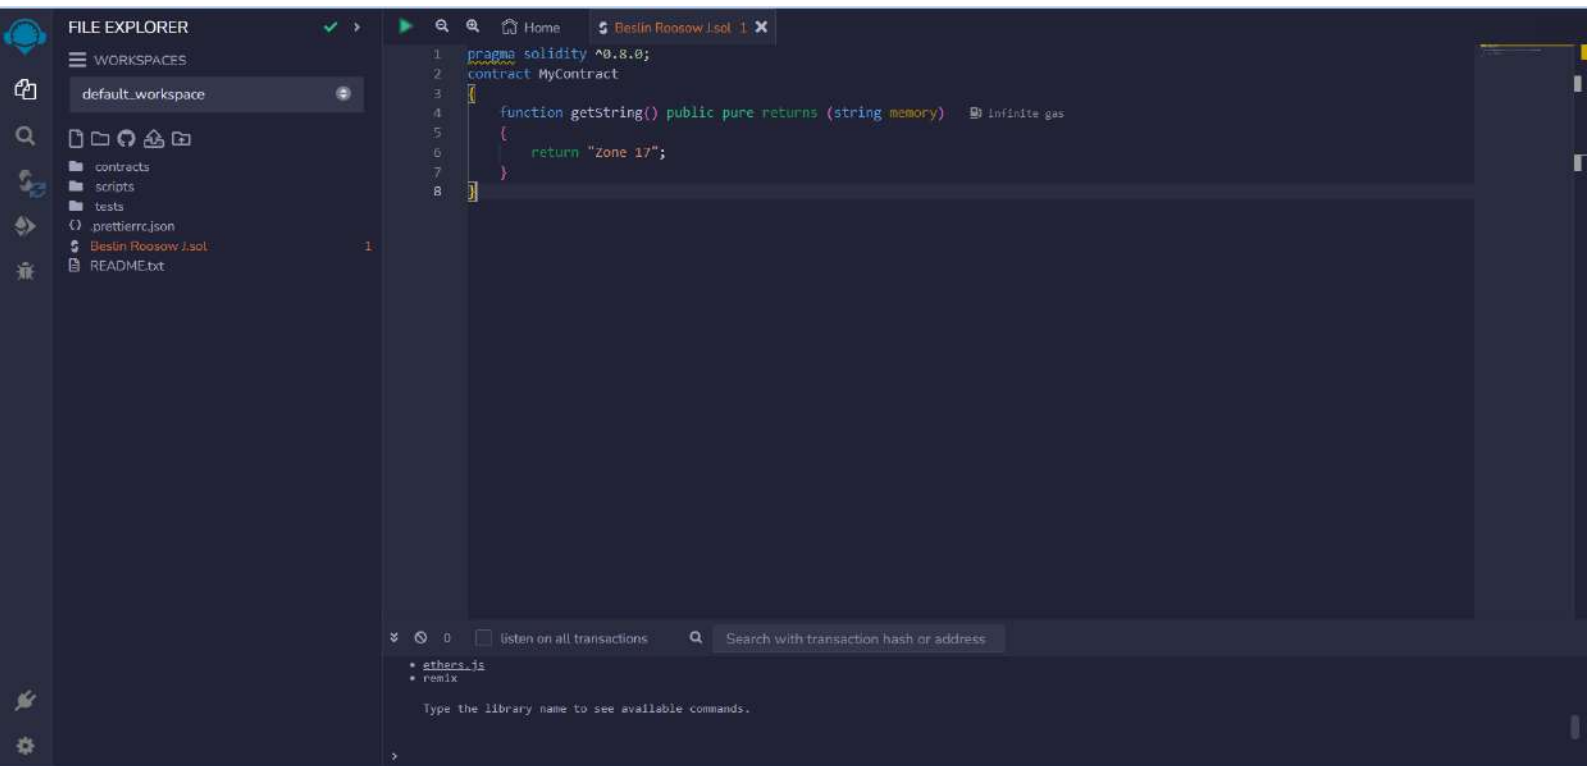 FILE EXPLORER
WORKSPACES
default_workspace
contracts
scripts
tests
.prettierrc.json
Beslin Roosow J.sol 1
README.txt
Home
Beslin Roosow J.sol 1
1 pragma solidity ^0.8.0;
2 contract MyContract
3 {
4 function getString() public pure returns (string memory) infinite gas
5 {
6 return "Zone 17";
7 }
8 }
0 listen on all transactions Search with transaction hash or address
• ethers.js
• remix
Type the library name to see available commands.
>